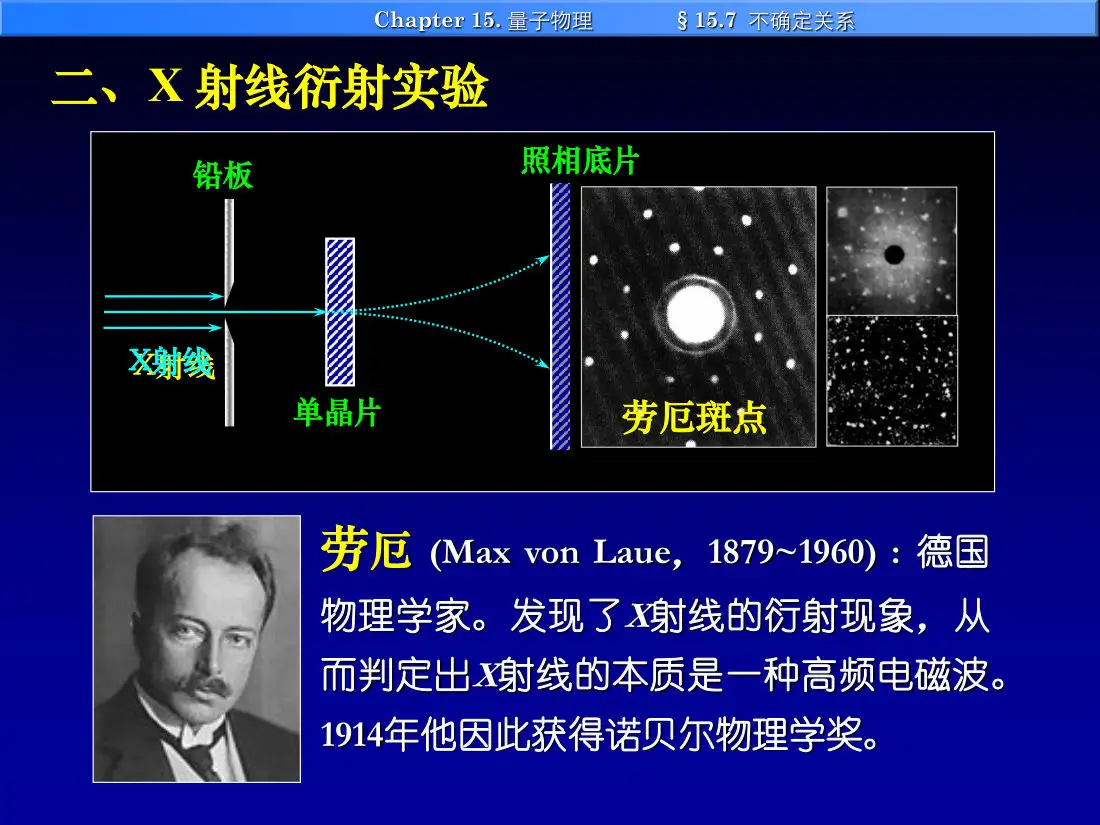 Chapter 15. 量子物理 §15.7 不确定关系
二、X 射线衍射实验
铅板
照相底片
X射线
X射线
单晶片
劳厄斑点
劳厄 (Max von Laue，1879~1960)：德国
物理学家。发现了X射线的衍射现象，从
而判定出X射线的本质是一种高频电磁波。
1914年他因此获得诺贝尔物理学奖。